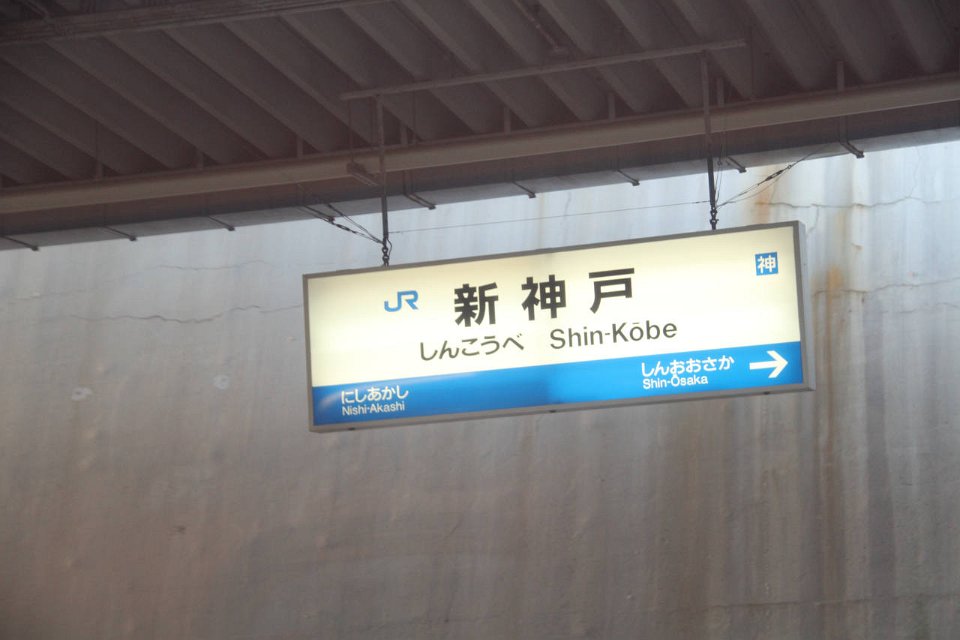 神
JR 新神戸
しんこうべ Shin-Kōbe
にしあかし
Nishi-Akashi
しんおおさか
Shin-Ōsaka